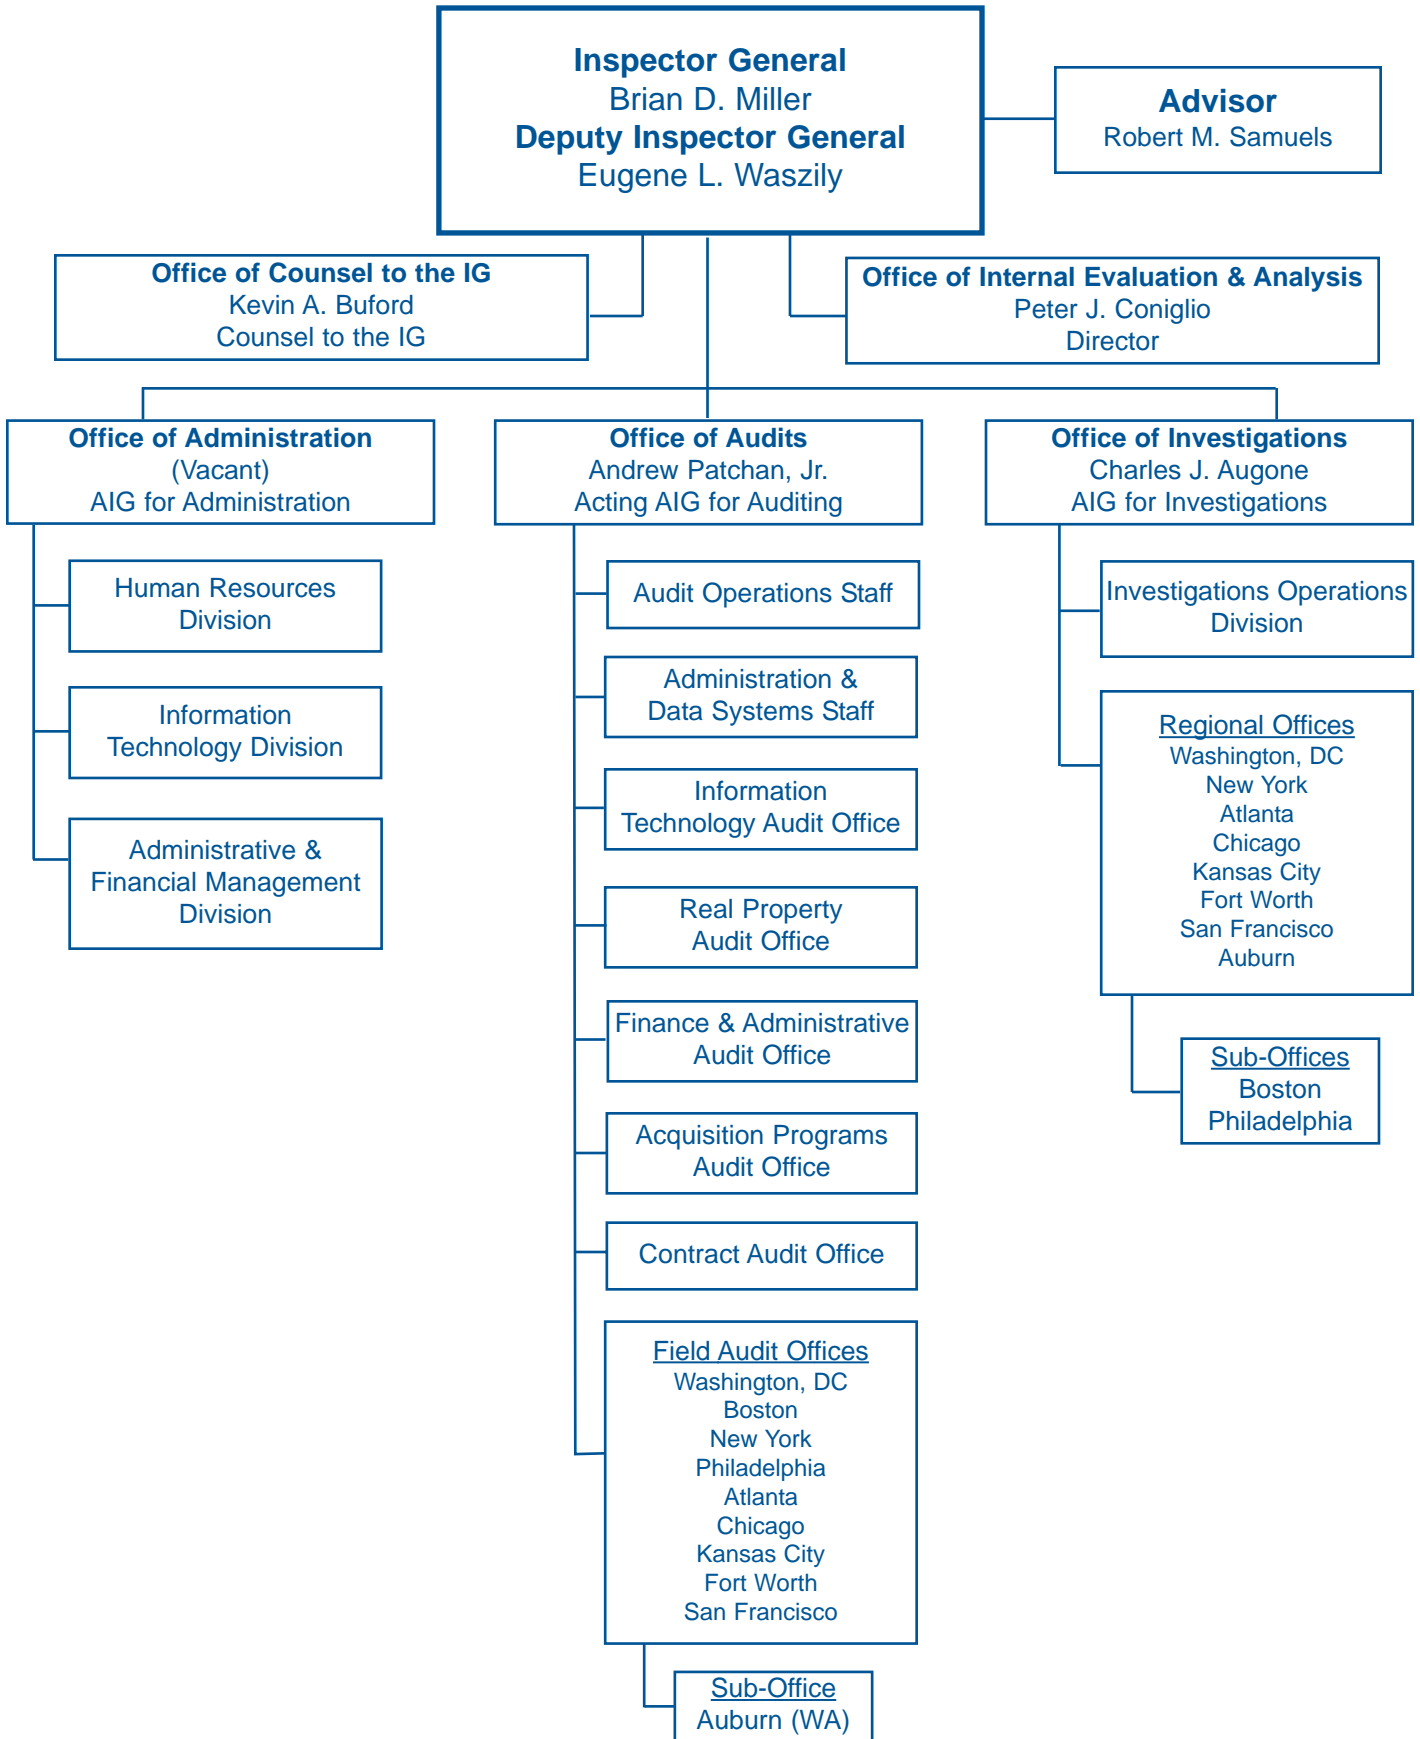 Inspector General
Brian D. Miller
Deputy Inspector General
Eugene L. Waszily
Advisor
Robert M. Samuels
Office of Counsel to the IG
Kevin A. Buford
Counsel to the IG
Office of Internal Evaluation & Analysis
Peter J. Coniglio
Director
Office of Administration
(Vacant)
AIG for Administration
Human Resources
Division
Information
Technology Division
Administrative &
Financial Management
Division
Office of Audits
Andrew Patchan, Jr.
Acting AIG for Auditing
Audit Operations Staff
Administration &
Data Systems Staff
Information
Technology Audit Office
Real Property
Audit Office
Finance & Administrative
Audit Office
Acquisition Programs
Audit Office
Contract Audit Office
Field Audit Offices
Washington, DC
Boston
New York
Philadelphia
Atlanta
Chicago
Kansas City
Fort Worth
San Francisco
Sub-Office
Auburn (WA)
Office of Investigations
Charles J. Augone
AIG for Investigations
Investigations Operations
Division
Regional Offices
Washington, DC
New York
Atlanta
Chicago
Kansas City
Fort Worth
San Francisco
Auburn
Sub-Offices
Boston
Philadelphia